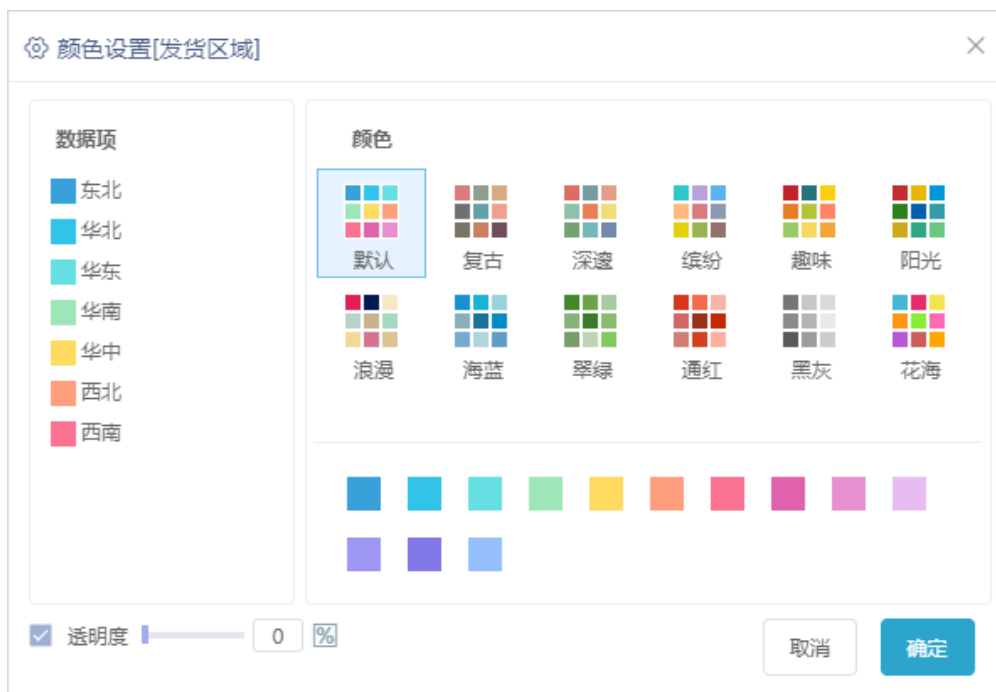 颜色设置[发货区域]
数据项
东北
华北
华东
华南
华中
西北
西南
颜色
默认 复古 深邃 缤纷 趣味 阳光
浪漫 海蓝 翠绿 通红 黑灰 花海
透明度 0 %
取消 确定